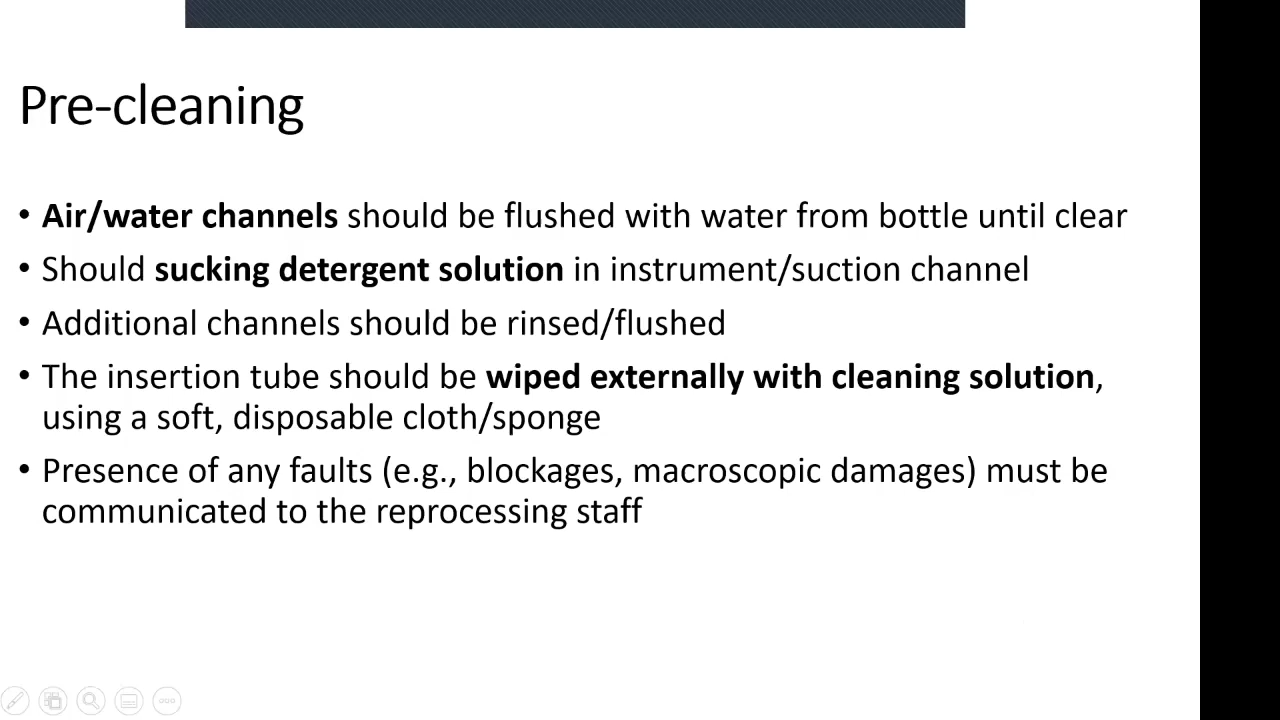 Pre-cleaning
• Air/water channels should be flushed with water from bottle until clear
• Should sucking detergent solution in instrument/suction channel
• Additional channels should be rinsed/flushed
• The insertion tube should be wiped externally with cleaning solution,
using a soft, disposable cloth/sponge
• Presence of any faults (e.g., blockages, macroscopic damages) must be
communicated to the reprocessing staff